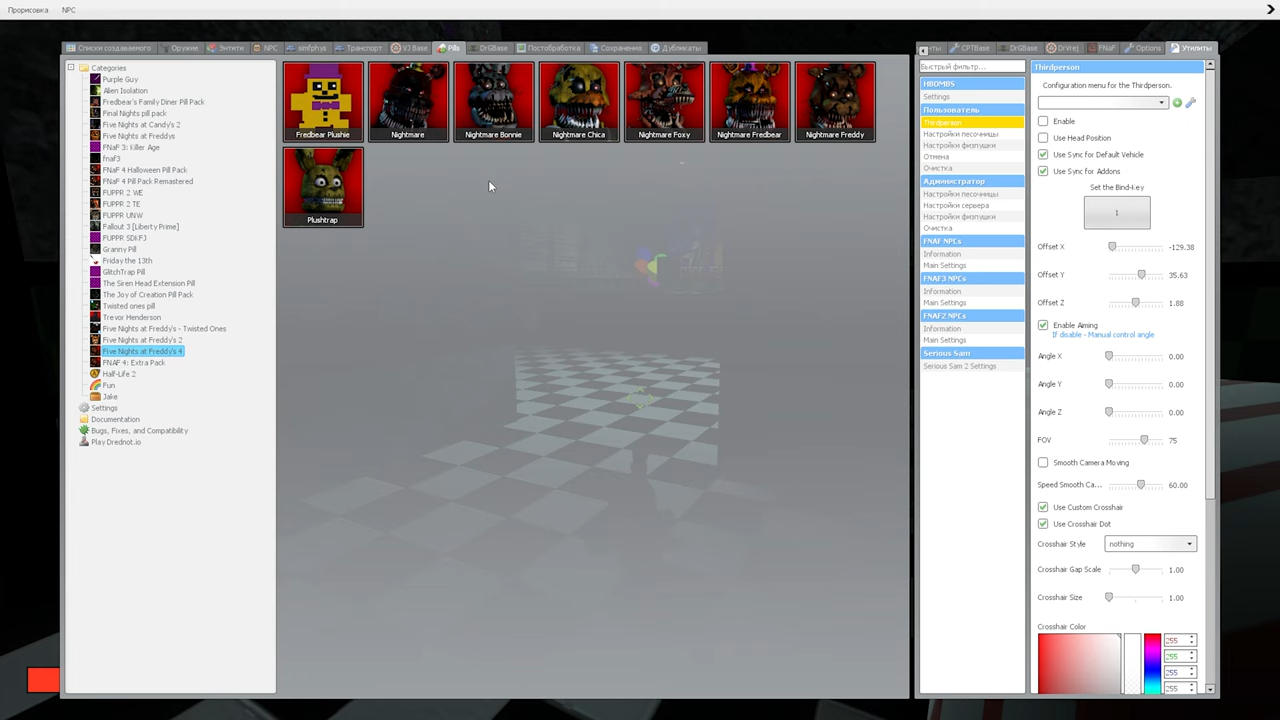 Прорисовка NPC
Списки создаваемого Оружие Энтити NPC simfphys Транспорт VJ Base Pills DrGBase Постобработка Сохранения Дубликаты
Categories
Purple Guy
Alien Isolation
Fredbear's Family Diner Pill Pack
Final Nights pill pack
Five Nights at Candy's 2
Five Nights at Freddys
FNaF 3: Killer Age
fnaf3
FNaF 4 Halloween Pill Pack
FNaF 4 Pill Pack Remastered
FUPPR 2 WE
FUPPR 2 TE
FUPPR UNW
Fallout 3 [Liberty Prime]
FUPPR SDI:FJ
Granny Pill
Friday the 13th
GlitchTrap Pill
The Siren Head Extension Pill
The Joy of Creation Pill Pack
Twisted ones pill
Trevor Henderson
Five Nights at Freddy's - Twisted Ones
Five Nights at Freddy's 2
Five Nights at Freddy's 4
FNAF 4: Extra Pack
Half-Life 2
Fun
Jake
Settings
Documentation
Bugs, Fixes, and Compatibility
Play Drednot.io
Fredbear Plushie
Nightmare
Nightmare Bonnie
Nightmare Chica
Nightmare Foxy
Nightmare Fredbear
Nightmare Freddy
Plushtrap
нты CPTBase DrGBase DrVrej FNaF Options Утилиты
Быстрый фильтр...
HBOMBS
Settings
Пользователь
Thirdperson
Настройки песочницы
Настройки физпушки
Отмена
Очистка
Администратор
Настройки песочницы
Настройки сервера
Настройки физпушки
Очистка
FNAF NPCs
Information
Main Settings
FNAF3 NPCs
Information
Main Settings
FNAF2 NPCs
Information
Main Settings
Serious Sam
Serious Sam 2 Settings
Thirdperson
Configuration menu for the Thirdperson.
Enable
Use Head Position
Use Sync for Default Vehicle
Use Sync for Addons
Set the Bind-key
1
Offset X -129.38
Offset Y 35.63
Offset Z 1.88
Enable Aiming
If disable - Manual control angle
Angle X 0.00
Angle Y 0.00
Angle Z 0.00
FOV 75
Smooth Camera Moving
Speed Smooth Ca... 60.00
Use Custom Crosshair
Use Crosshair Dot
Crosshair Style nothing
Crosshair Gap Scale 1.00
Crosshair Size 1.00
Crosshair Color
255
255
255
255